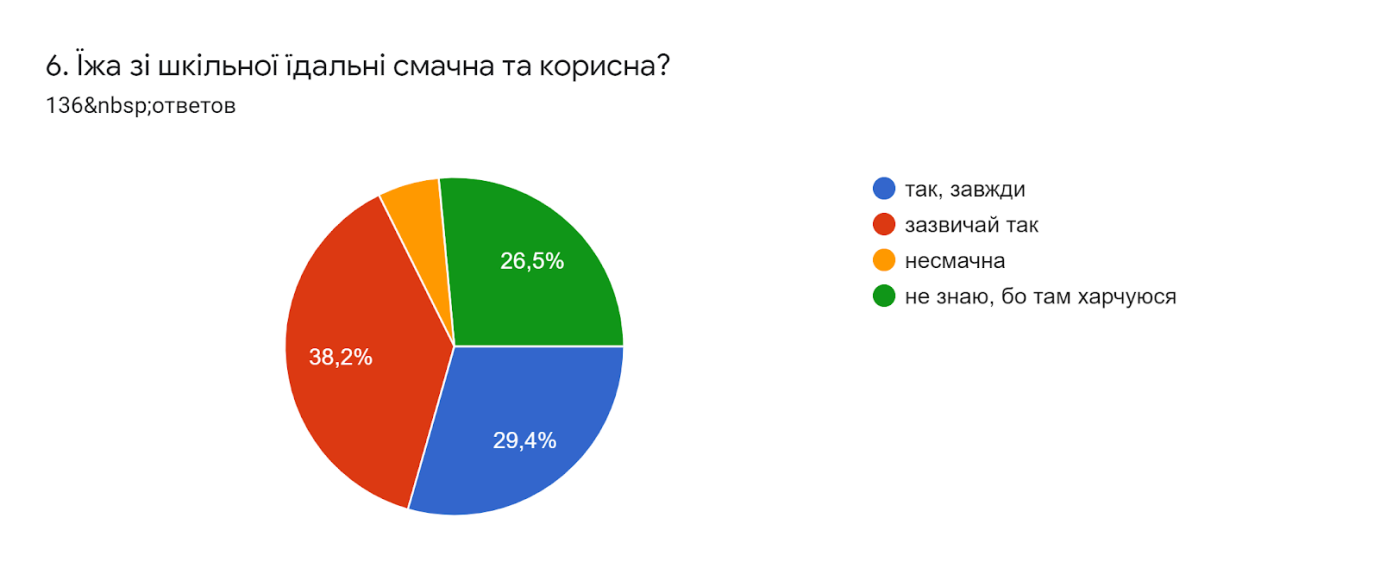 6. Їжа зі шкільної їдальні смачна та корисна?
136&nbsp;ответов
так, завжди
зазвичай так
несмачна
не знаю, бо там харчуюся
26,5%
38,2%
29,4%